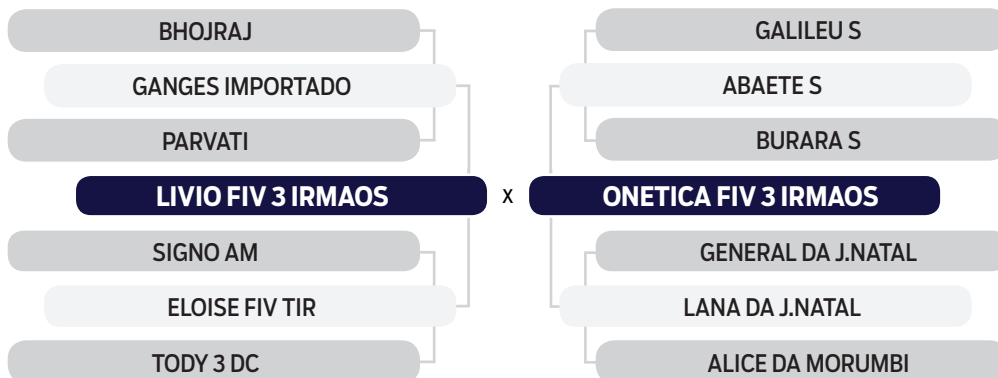 BHOJRAJ
GANGES IMPORTADO
PARVATI
LIVIO FIV 3 IRMAOS
SIGNO AM
ELOISE FIV TIR
TODY 3 DC
x
GALILEU S
ABAETE S
BURARA S
ONETICA FIV 3 IRMAOS
GENERAL DA J.NATAL
LANA DA J.NATAL
ALICE DA MORUMBI